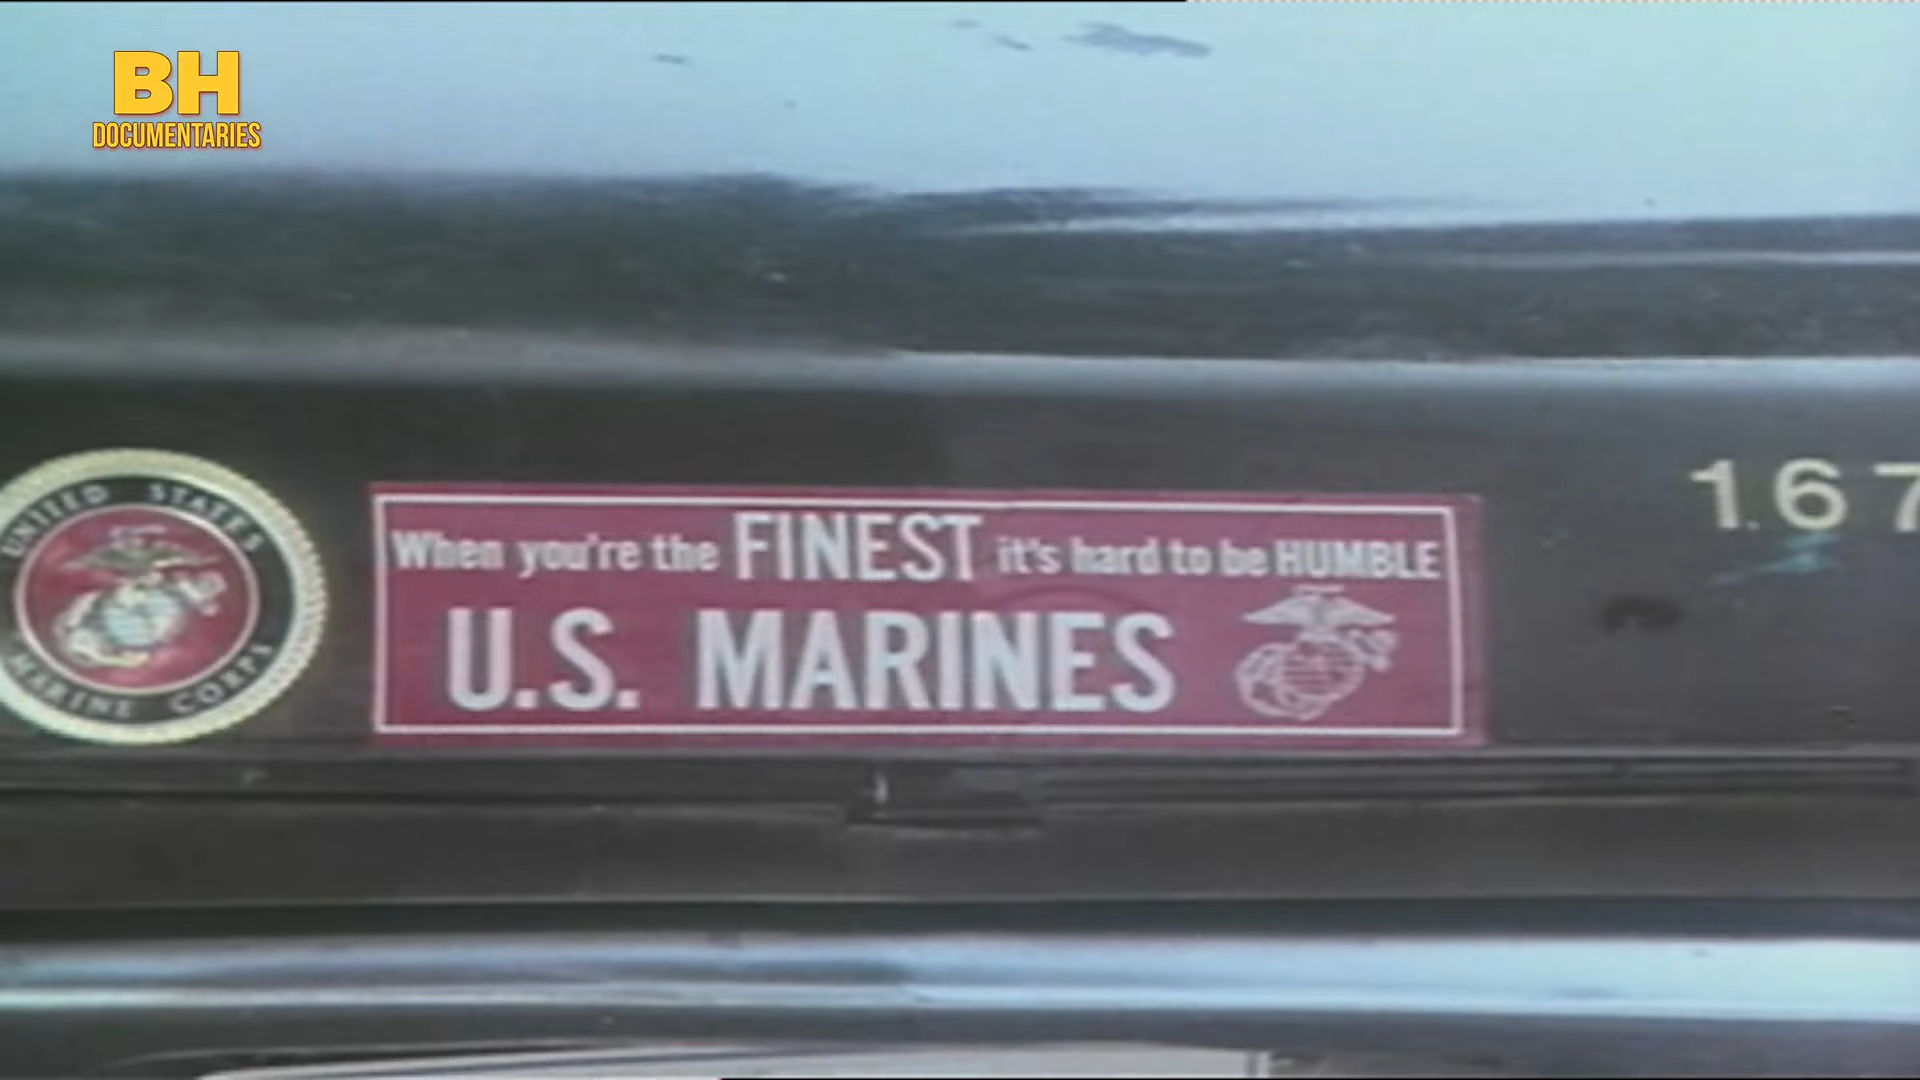 BH
DOCUMENTARIES
UNITED STATES
MARINE CORPS
When you're the FINEST it's hard to be HUMBLE
U.S. MARINES
167